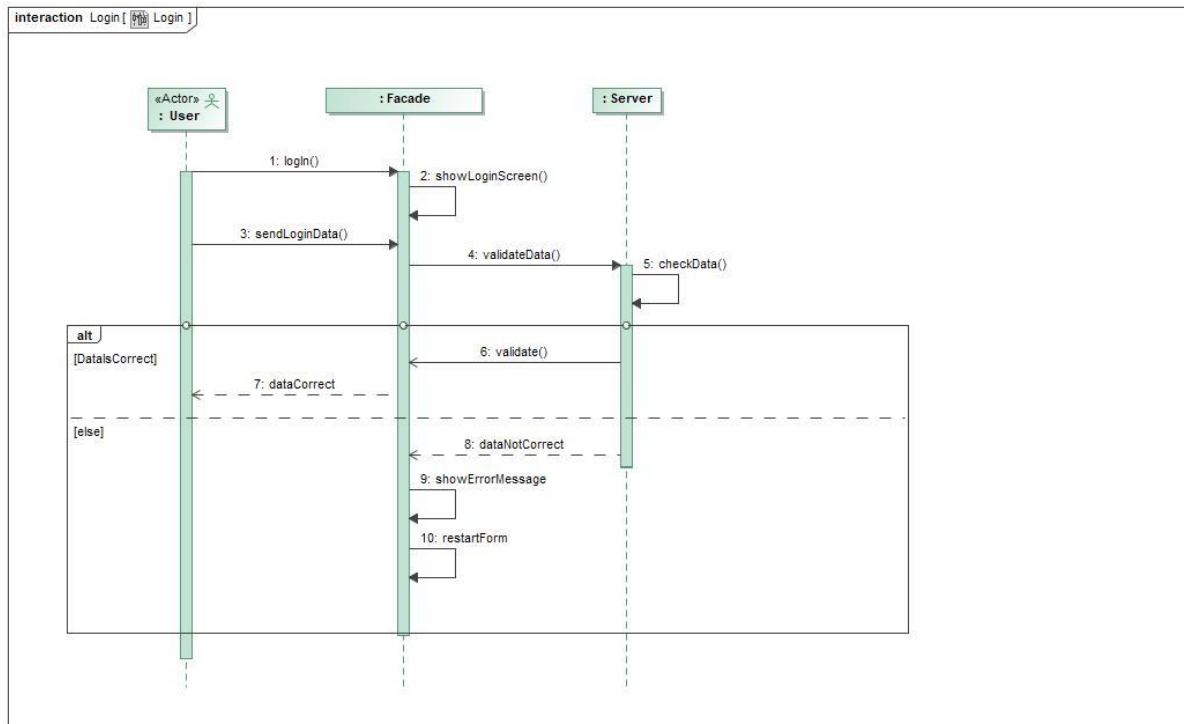 interaction Login [ Login ]
«Actor»
: User
: Facade
: Server
1: logIn()
2: showLoginScreen()
3: sendLoginData()
4: validateData()
5: checkData()
alt
[DataIsCorrect]
6: validate()
7: dataCorrect
[else]
8: dataNotCorrect
9: showErrorMessage
10: restartForm